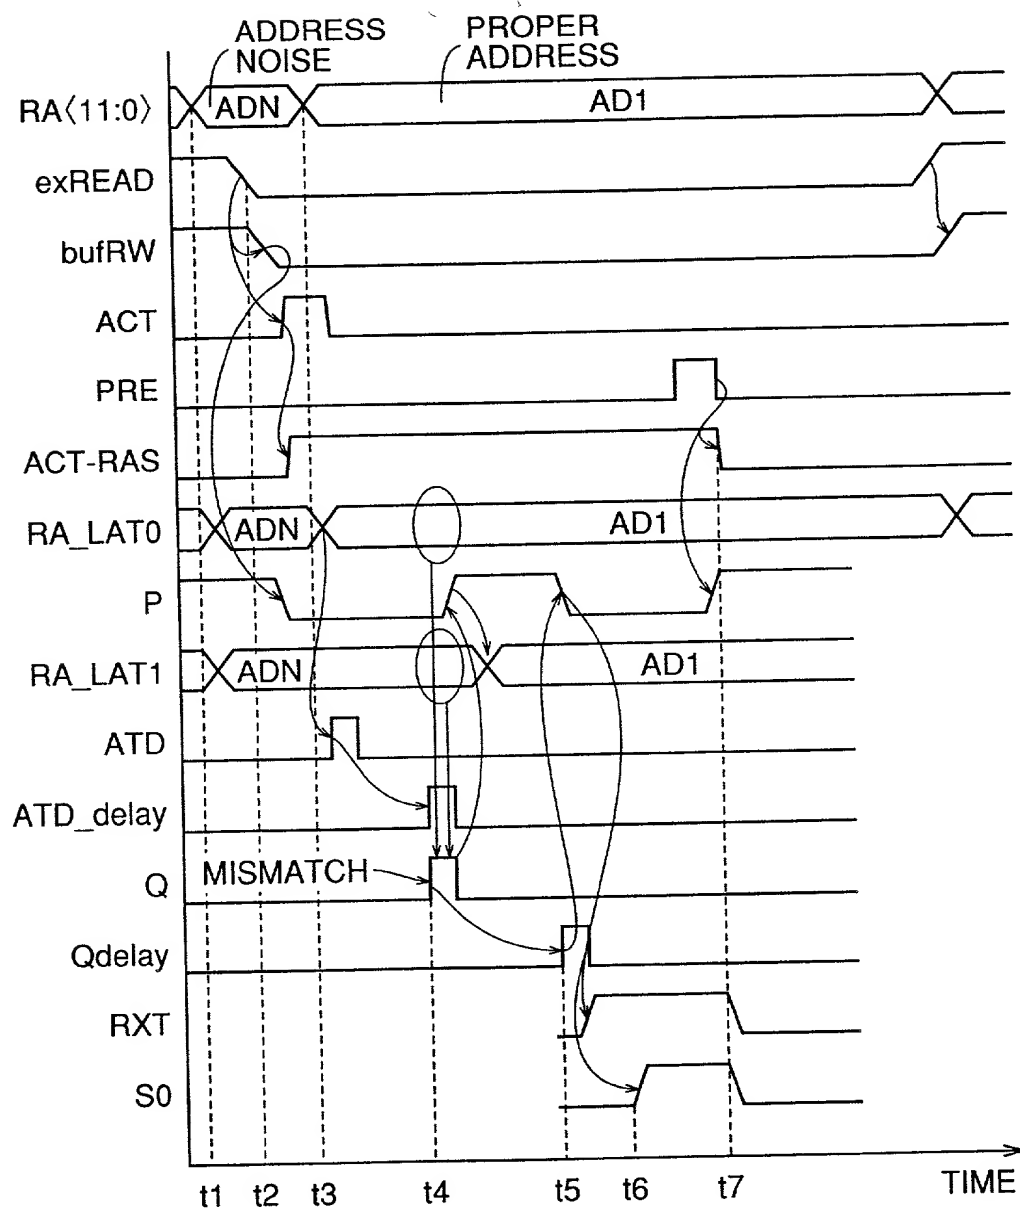 ADDRESS
NOISE
PROPER
ADDRESS
RA⟨11:0⟩
ADN
AD1
exREAD
bufRW
ACT
PRE
ACT-RAS
RA_LAT0
ADN
AD1
P
RA_LAT1
ADN
AD1
ATD
ATD_delay
Q
MISMATCH
Qdelay
RXT
S0
t1 t2 t3 t4 t5 t6 t7 TIME